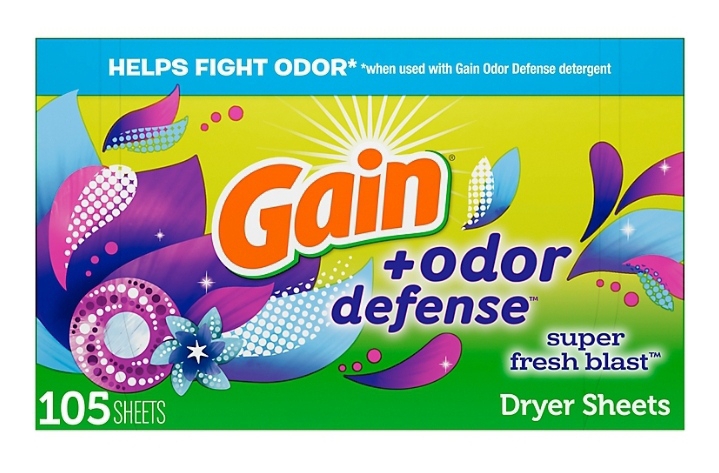 HELPS FIGHT ODOR* *when used with Gain Odor Defense detergent
Gain®
+odor
defense™
super
fresh blast™
105 SHEETS
Dryer Sheets